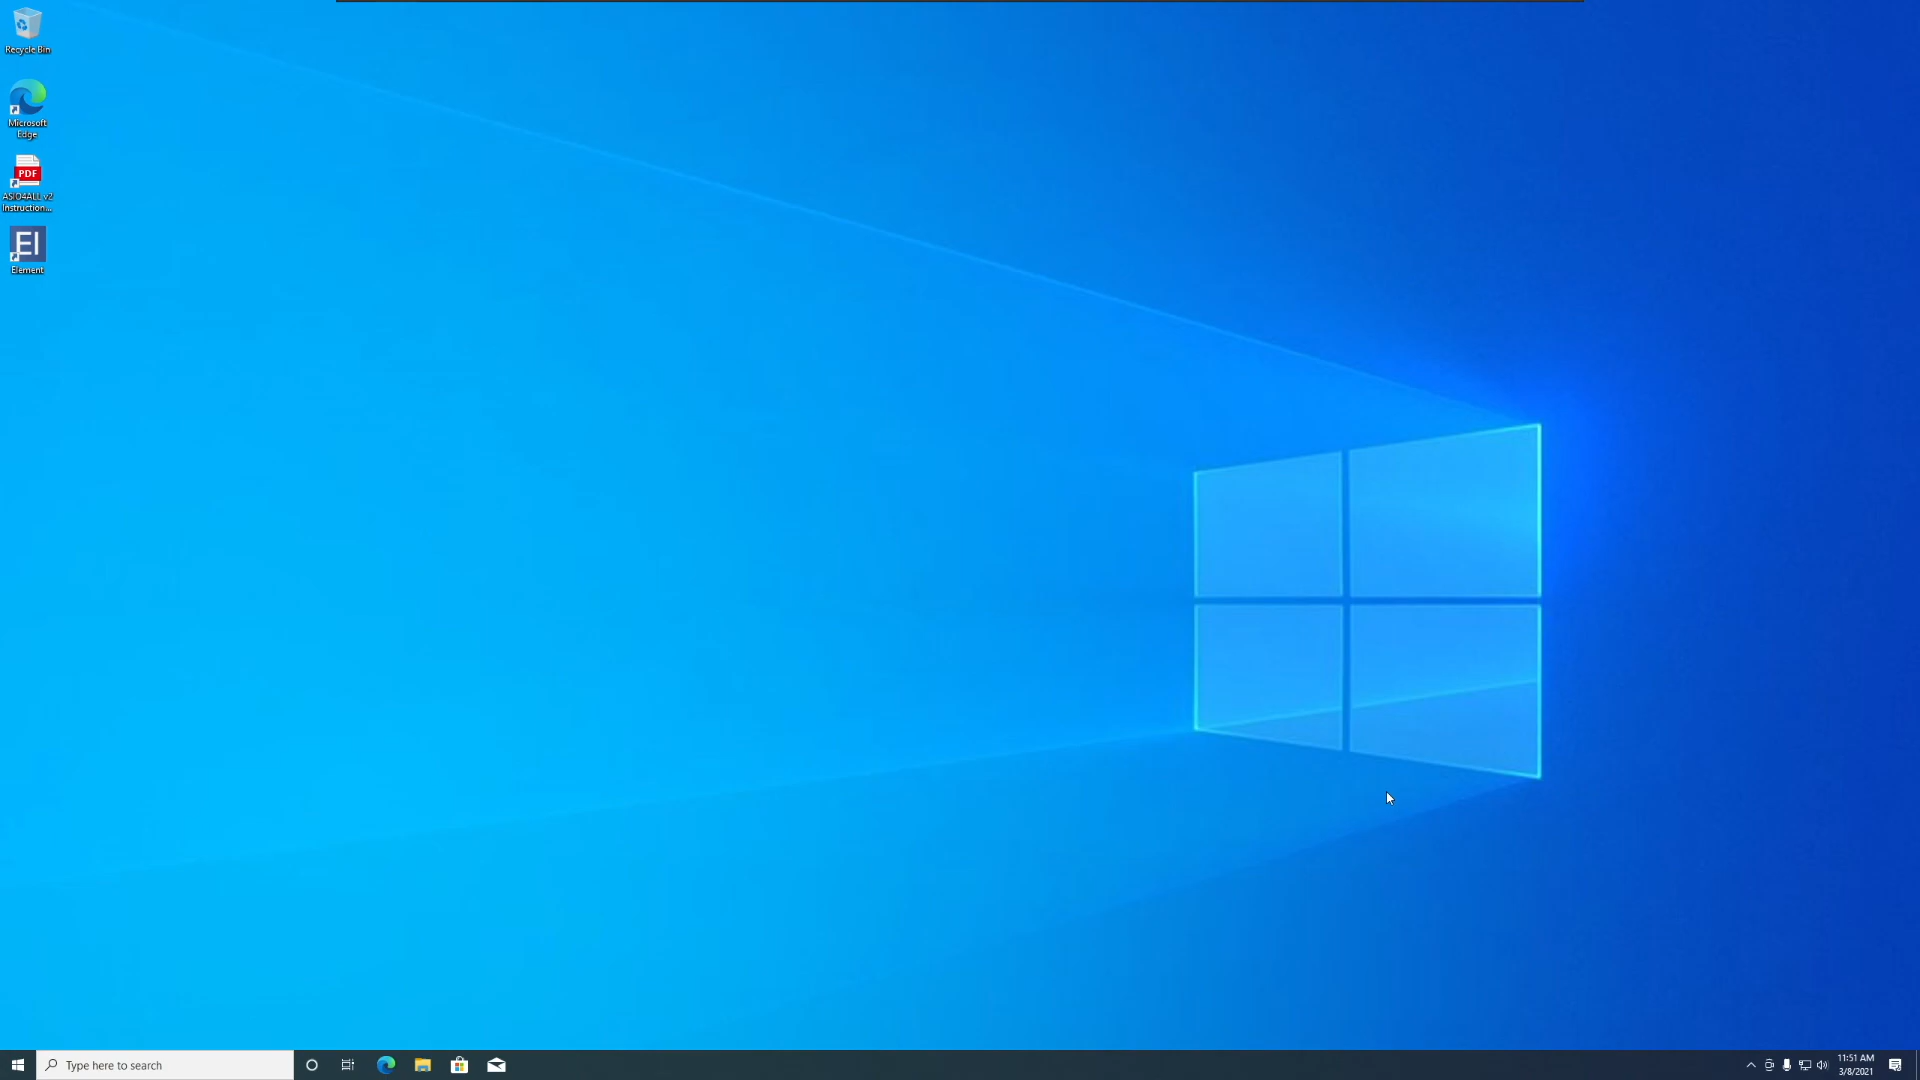 Recycle Bin
Microsoft
Edge
PDF
ASIO4ALL v2
Instruction...
El
Element
Type here to search
11:51 AM
3/8/2021